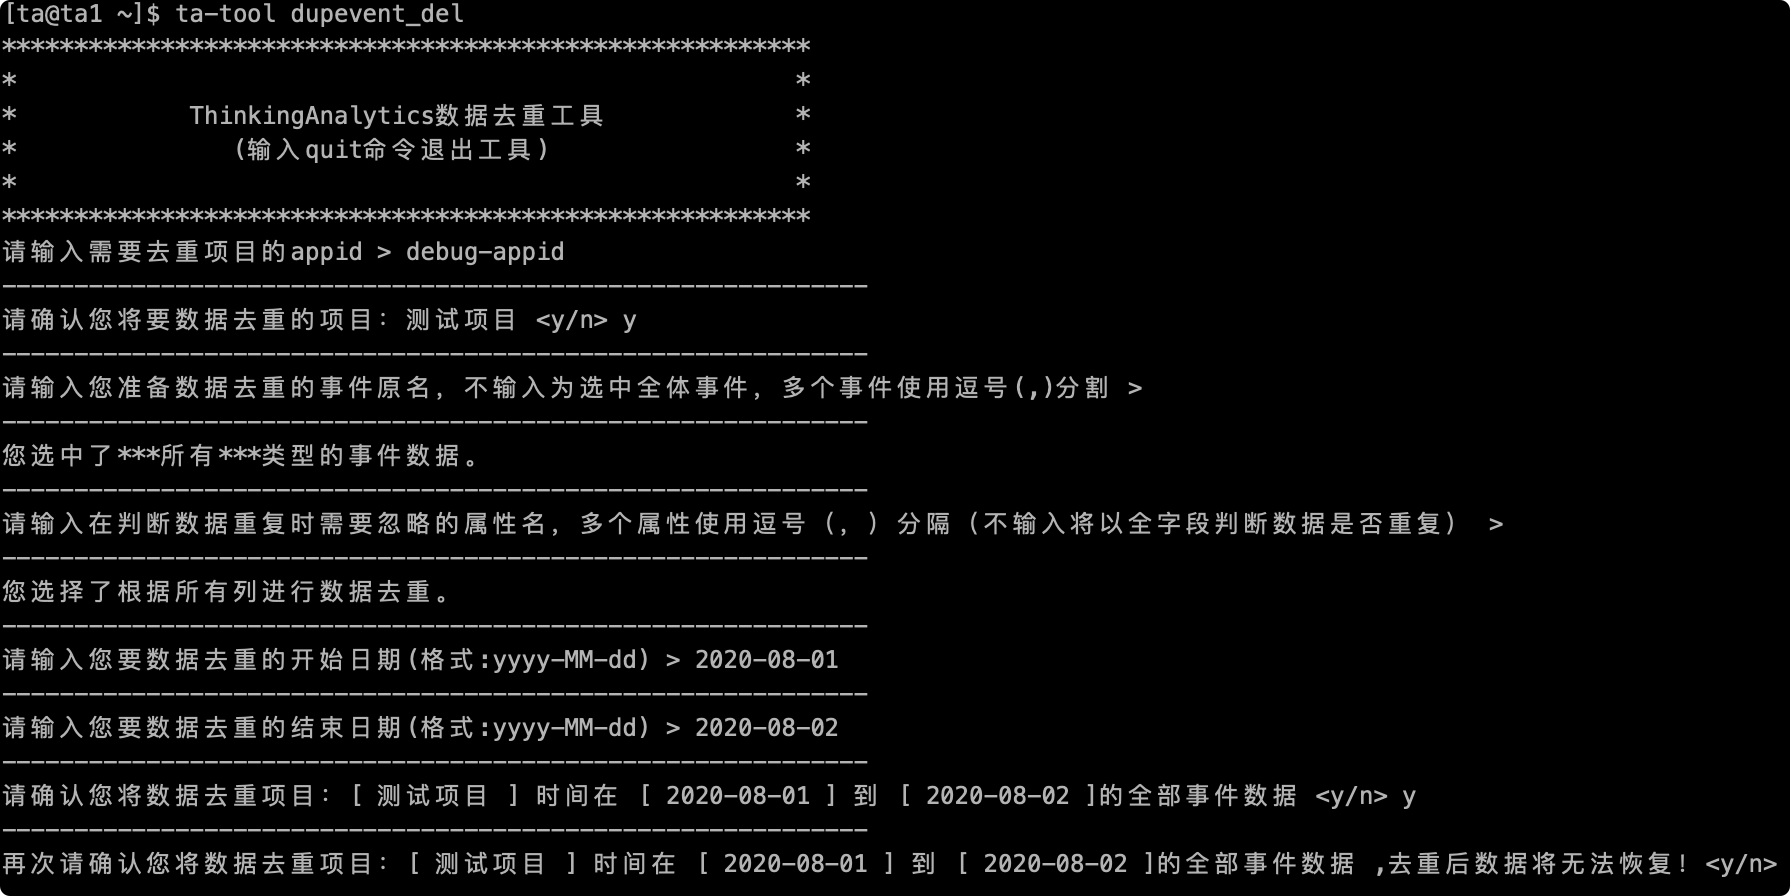 [ta@ta1 ~]$ ta-tool dupevent_del
********************************************************
*                                                      *
*            ThinkingAnalytics数据去重工具             *
*               (输入quit命令退出工具)                 *
*                                                      *
********************************************************
请输入需要去重项目的appid > debug-appid
------------------------------------------------------------
请确认您将要数据去重的项目：测试项目 <y/n> y
------------------------------------------------------------
请输入您准备数据去重的事件原名，不输入为选中全体事件，多个事件使用逗号(,)分割 >
------------------------------------------------------------
您选中了***所有***类型的事件数据。
------------------------------------------------------------
请输入在判断数据重复时需要忽略的属性名，多个属性使用逗号（，）分隔（不输入将以全字段判断数据是否重复） >
------------------------------------------------------------
您选择了根据所有列进行数据去重。
------------------------------------------------------------
请输入您要数据去重的开始日期(格式:yyyy-MM-dd) > 2020-08-01
------------------------------------------------------------
请输入您要数据去重的结束日期(格式:yyyy-MM-dd) > 2020-08-02
------------------------------------------------------------
请确认您将数据去重项目：[ 测试项目 ] 时间在 [ 2020-08-01 ] 到 [ 2020-08-02 ]的全部事件数据 <y/n> y
------------------------------------------------------------
再次请确认您将数据去重项目：[ 测试项目 ] 时间在 [ 2020-08-01 ] 到 [ 2020-08-02 ]的全部事件数据 ,去重后数据将无法恢复！<y/n>